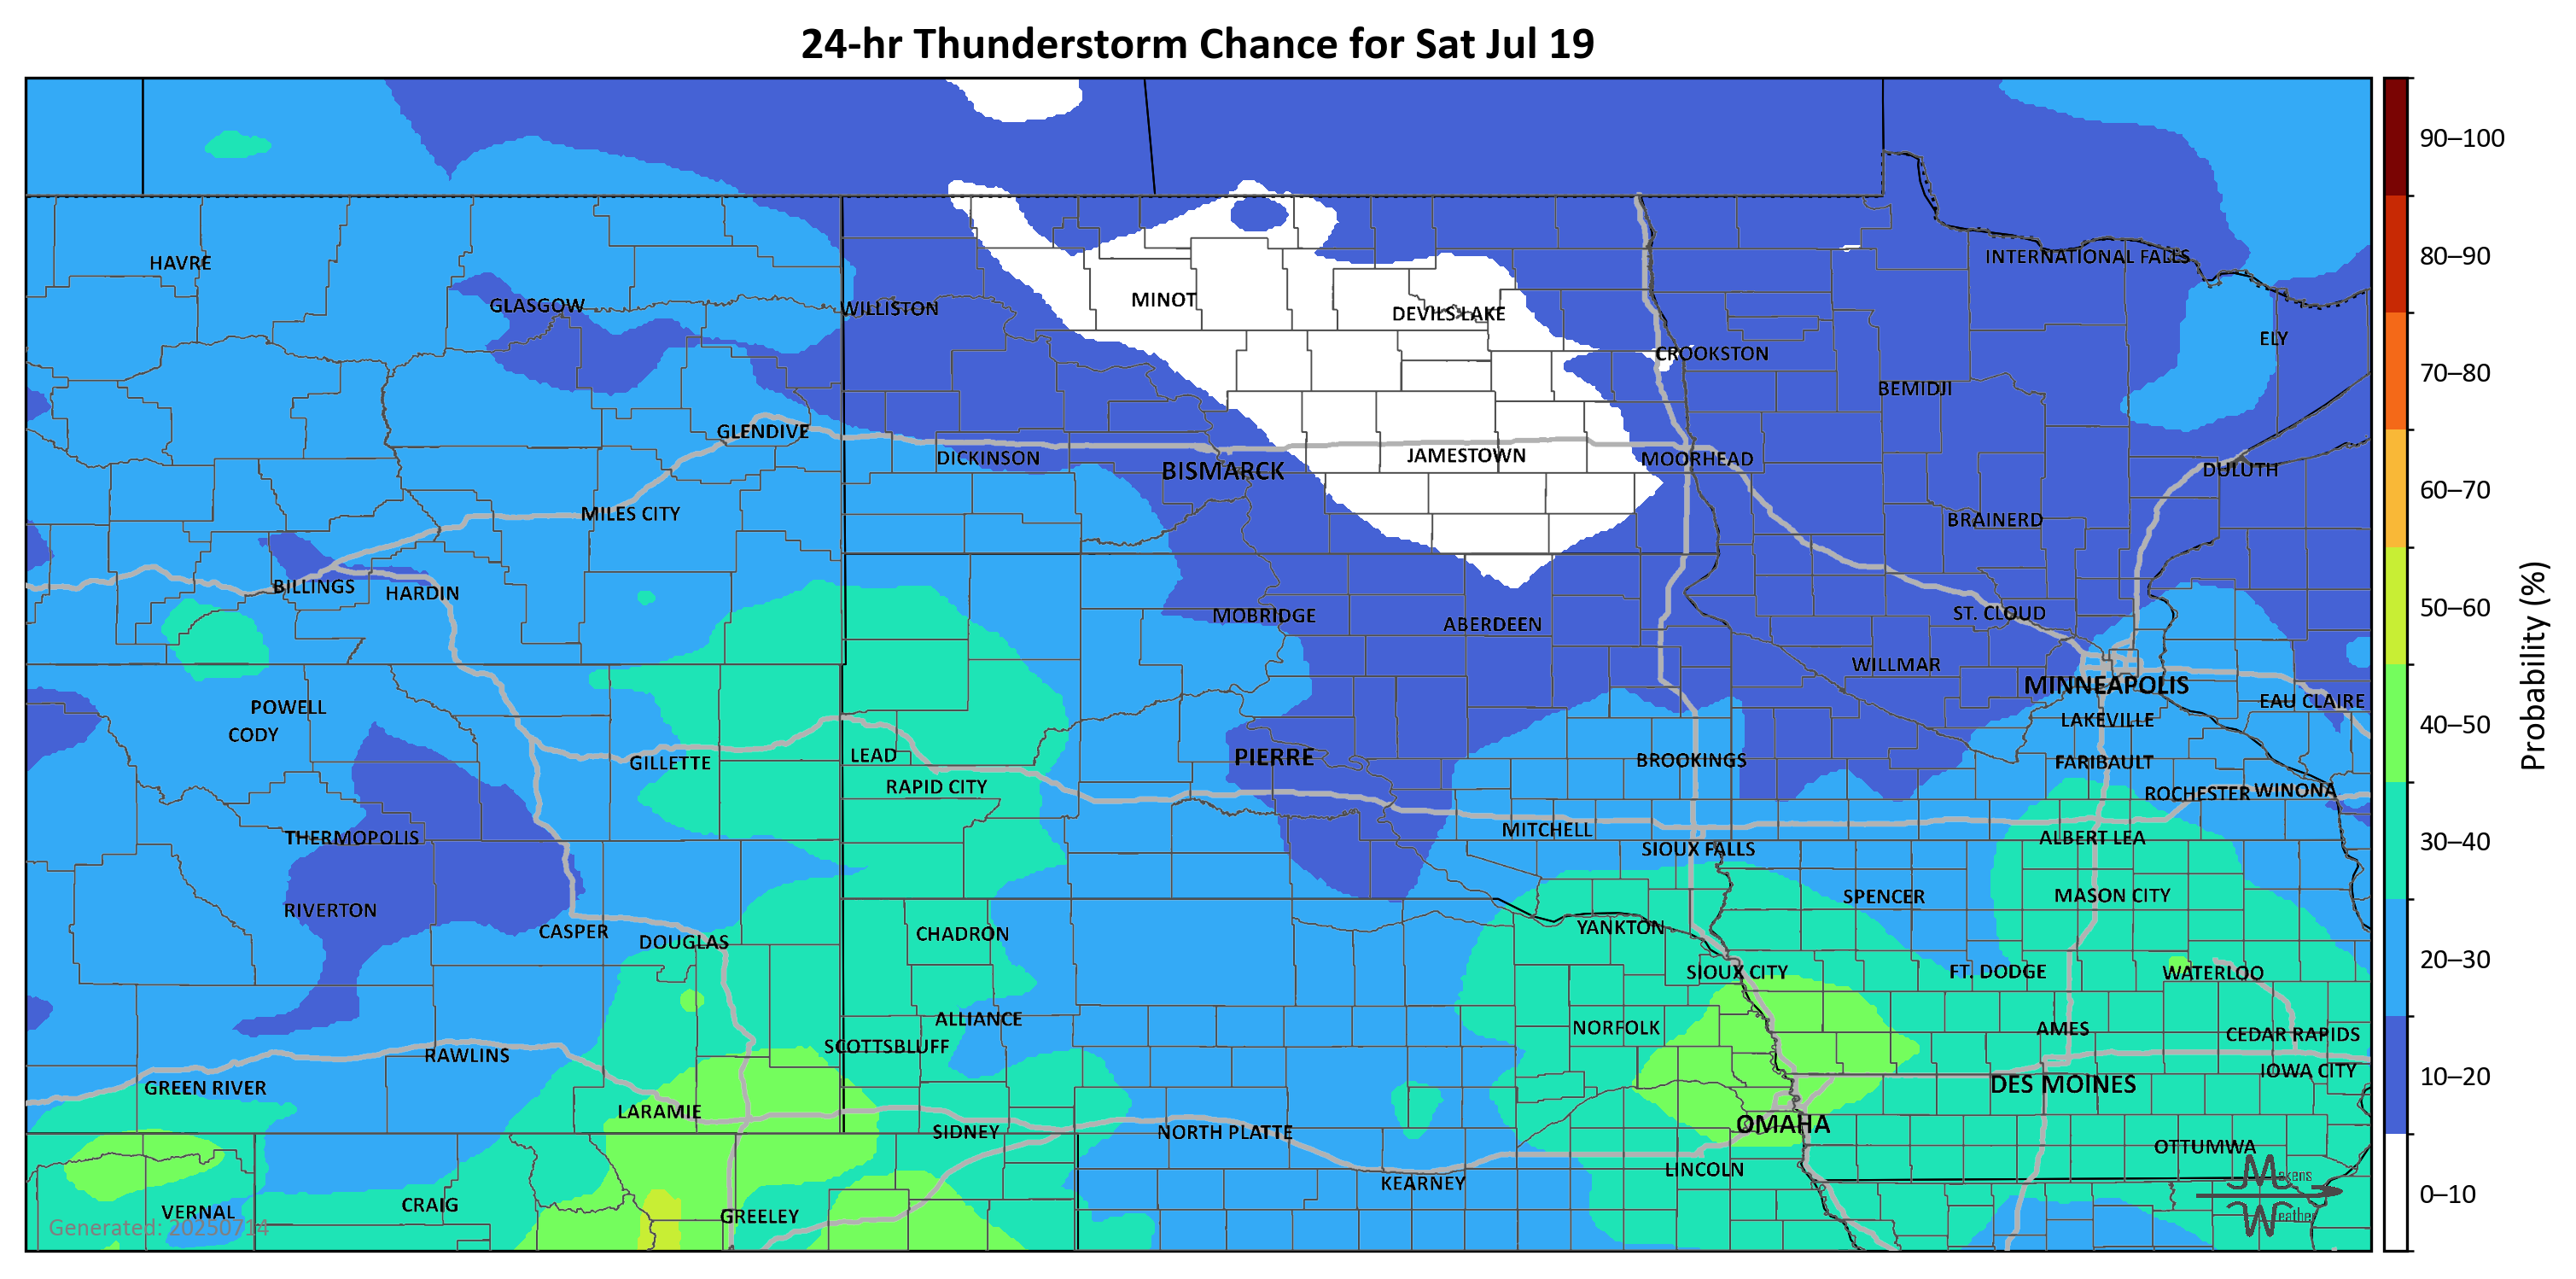 24-hr Thunderstorm Chance for Sat Jul 19
90–100
80–90
70–80
60–70
50–60
40–50
30–40
20–30
10–20
0–10
Probability (%)
HAVRE
INTERNATIONAL FALLS
GLASGOW
WILLISTON
MINOT
DEVILS LAKE
ELY
CROOKSTON
BEMIDJI
GLENDIVE
DICKINSON
BISMARCK
JAMESTOWN
MOORHEAD
DULUTH
MILES CITY
BRAINERD
BILLINGS
HARDIN
MOBRIDGE
ABERDEEN
ST. CLOUD
WILLMAR
MINNEAPOLIS
EAU CLAIRE
POWELL
LAKEVILLE
CODY
LEAD
PIERRE
BROOKINGS
FARIBAULT
GILLETTE
RAPID CITY
ROCHESTER
WINONA
THERMOPOLIS
MITCHELL
ALBERT LEA
SIOUX FALLS
SPENCER
MASON CITY
RIVERTON
CASPER
DOUGLAS
CHADRON
YANKTON
SIOUX CITY
FT. DODGE
WATERLOO
ALLIANCE
NORFOLK
AMES
CEDAR RAPIDS
SCOTTSBLUFF
RAWLINS
IOWA CITY
GREEN RIVER
DES MOINES
LARAMIE
OMAHA
SIDNEY
NORTH PLATTE
OTTUMWA
LINCOLN
KEARNEY
VERNAL
CRAIG
GREELEY
Makens
Weather
Generated: 20250714